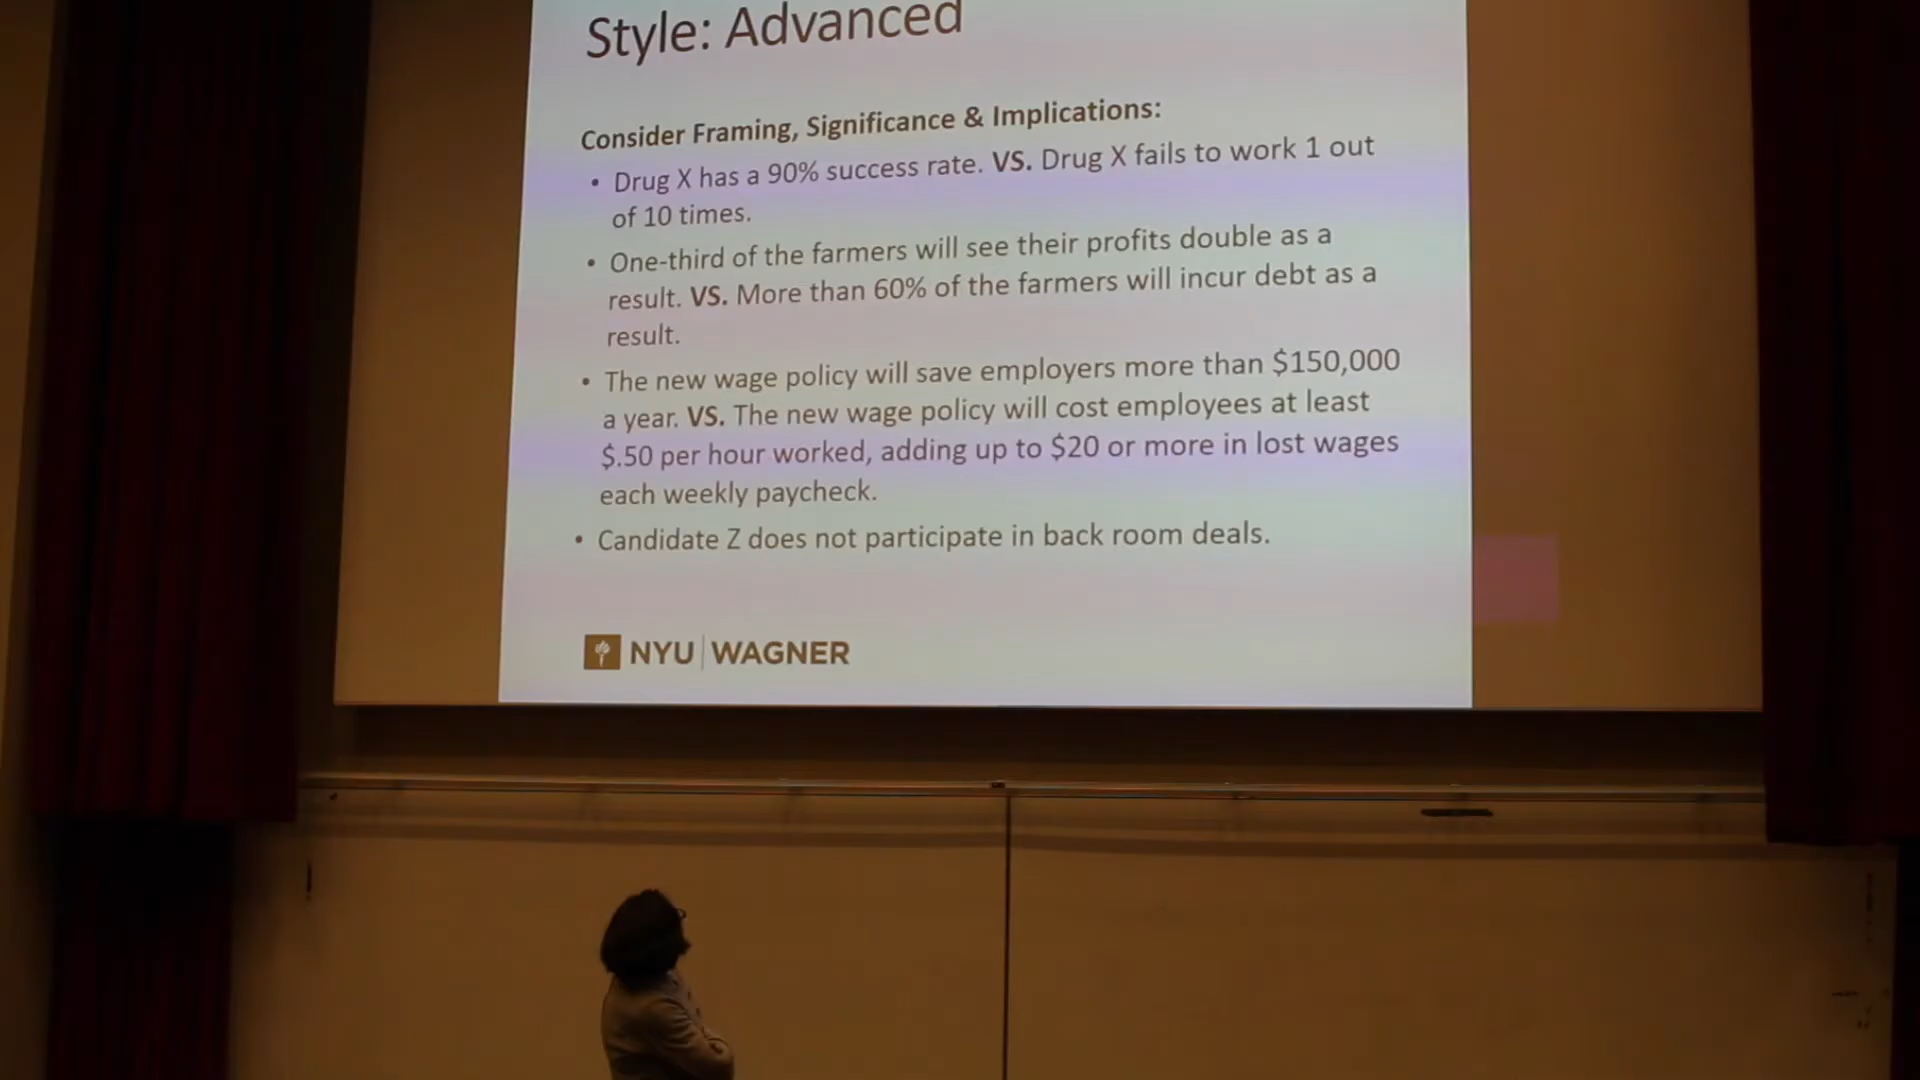 Style: Advanced
Consider Framing, Significance & Implications:
• Drug X has a 90% success rate. VS. Drug X fails to work 1 out
of 10 times.
• One-third of the farmers will see their profits double as a
result. VS. More than 60% of the farmers will incur debt as a
result.
• The new wage policy will save employers more than $150,000
a year. VS. The new wage policy will cost employees at least
$.50 per hour worked, adding up to $20 or more in lost wages
each weekly paycheck.
• Candidate Z does not participate in back room deals.
NYU | WAGNER